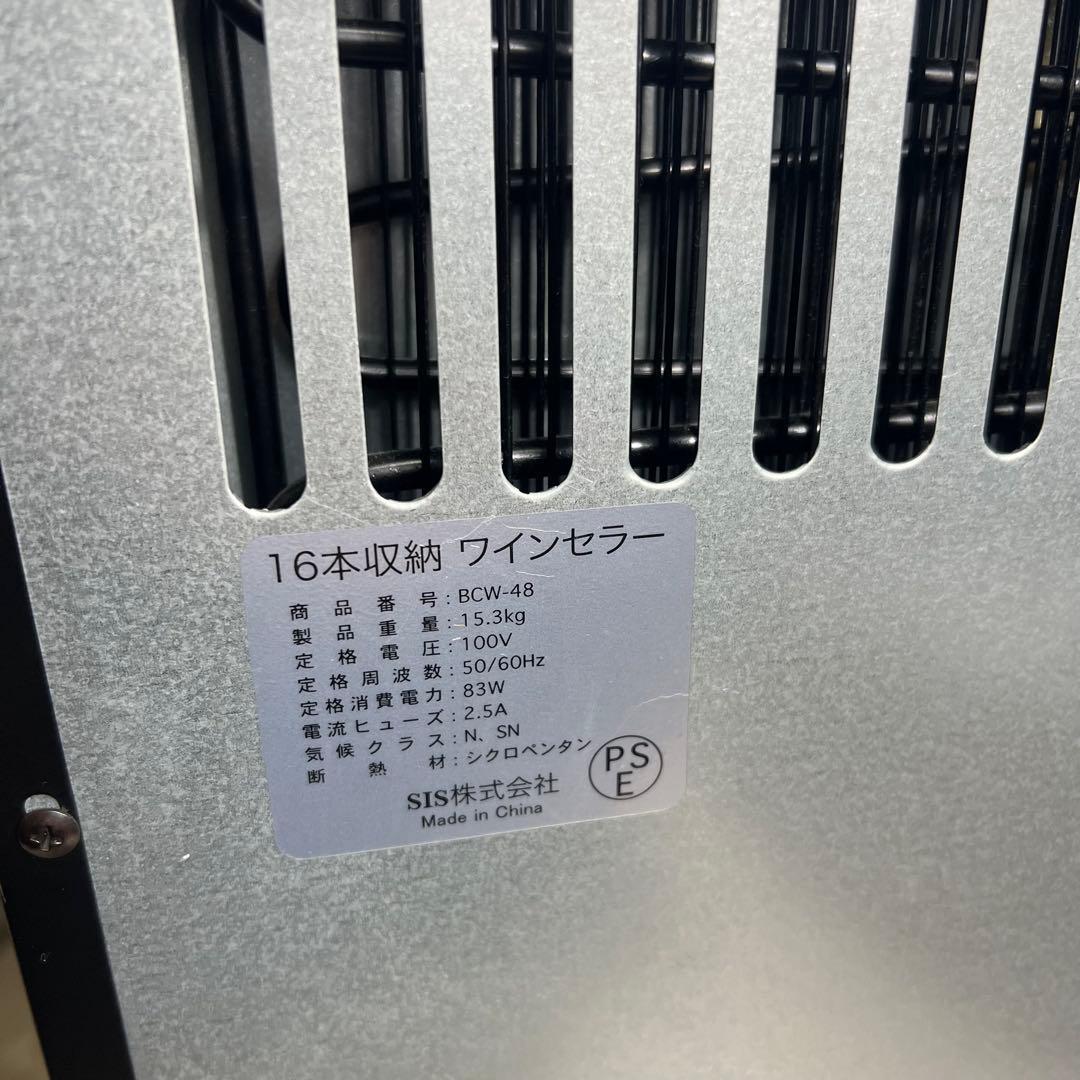 16本収納 ワインセラー
商品番号:BCW-48
製品重量:15.3kg
定格電圧:100V
定格周波数:50/60Hz
定格消費電力:83W
電流ヒューズ:2.5A
気候クラス:N、SN
断熱材:シクロペンタン
PSE
SIS株式会社
Made in China